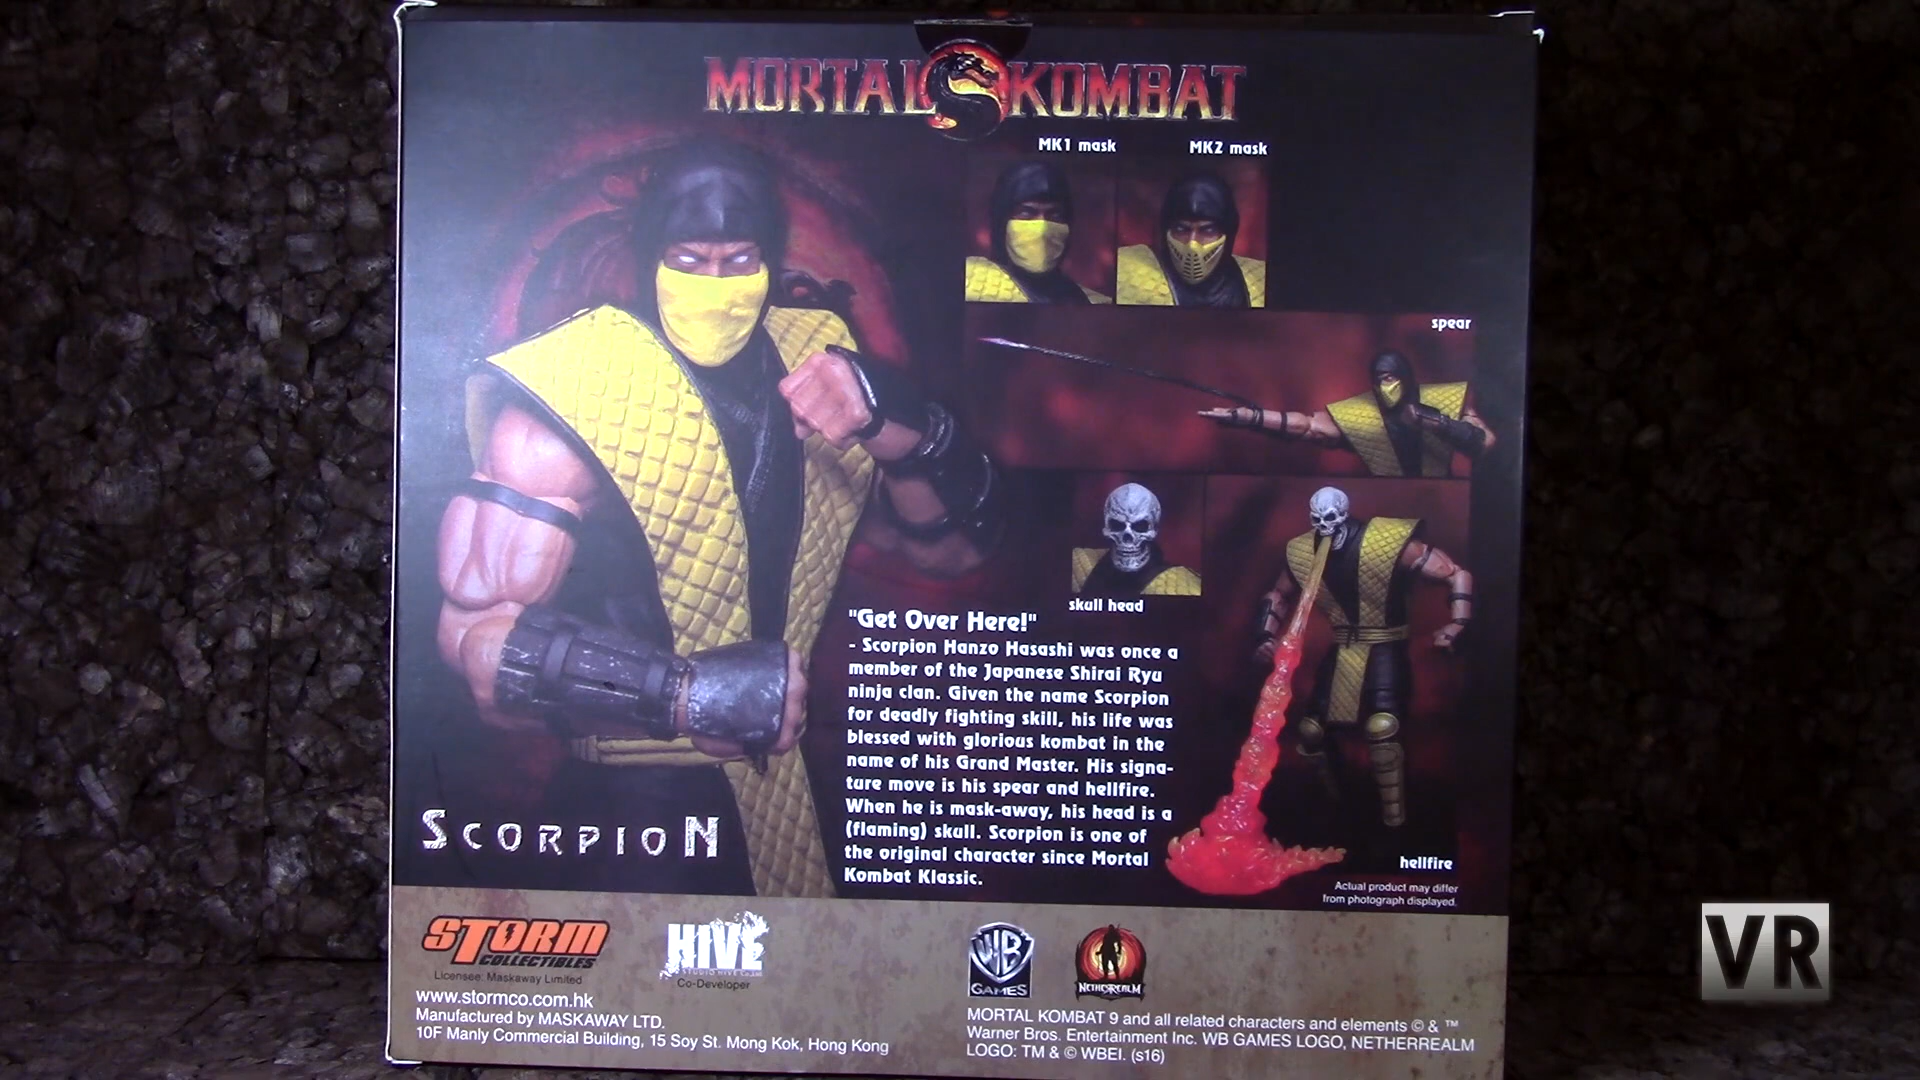 MORTAL KOMBAT
MK1 mask
MK2 mask
spear
skull head
"Get Over Here!"
- Scorpion Hanzo Hasashi was once a
member of the Japanese Shirai Ryu
ninja clan. Given the name Scorpion
for deadly fighting skill, his life was
blessed with glorious kombat in the
name of his Grand Master. His signa-
ture move is his spear and hellfire.
When he is mask-away, his head is a
(flaming) skull. Scorpion is one of
the original character since Mortal
Kombat Klassic.
SCORPION
hellfire
Actual product may differ
from photograph displayed.
STORM
COLLECTIBLES
Licensee: Maskaway Limited
HIVE
STUDIO HIVE Co.,Ltd
Co-Developer
www.stormco.com.hk
Manufactured by MASKAWAY LTD.
10F Manly Commercial Building, 15 Soy St. Mong Kok, Hong Kong
WB
GAMES
NETHERREALM
MORTAL KOMBAT 9 and all related characters and elements © & ™
Warner Bros. Entertainment Inc. WB GAMES LOGO, NETHERREALM
LOGO: TM & © WBEI. (s16)
VR